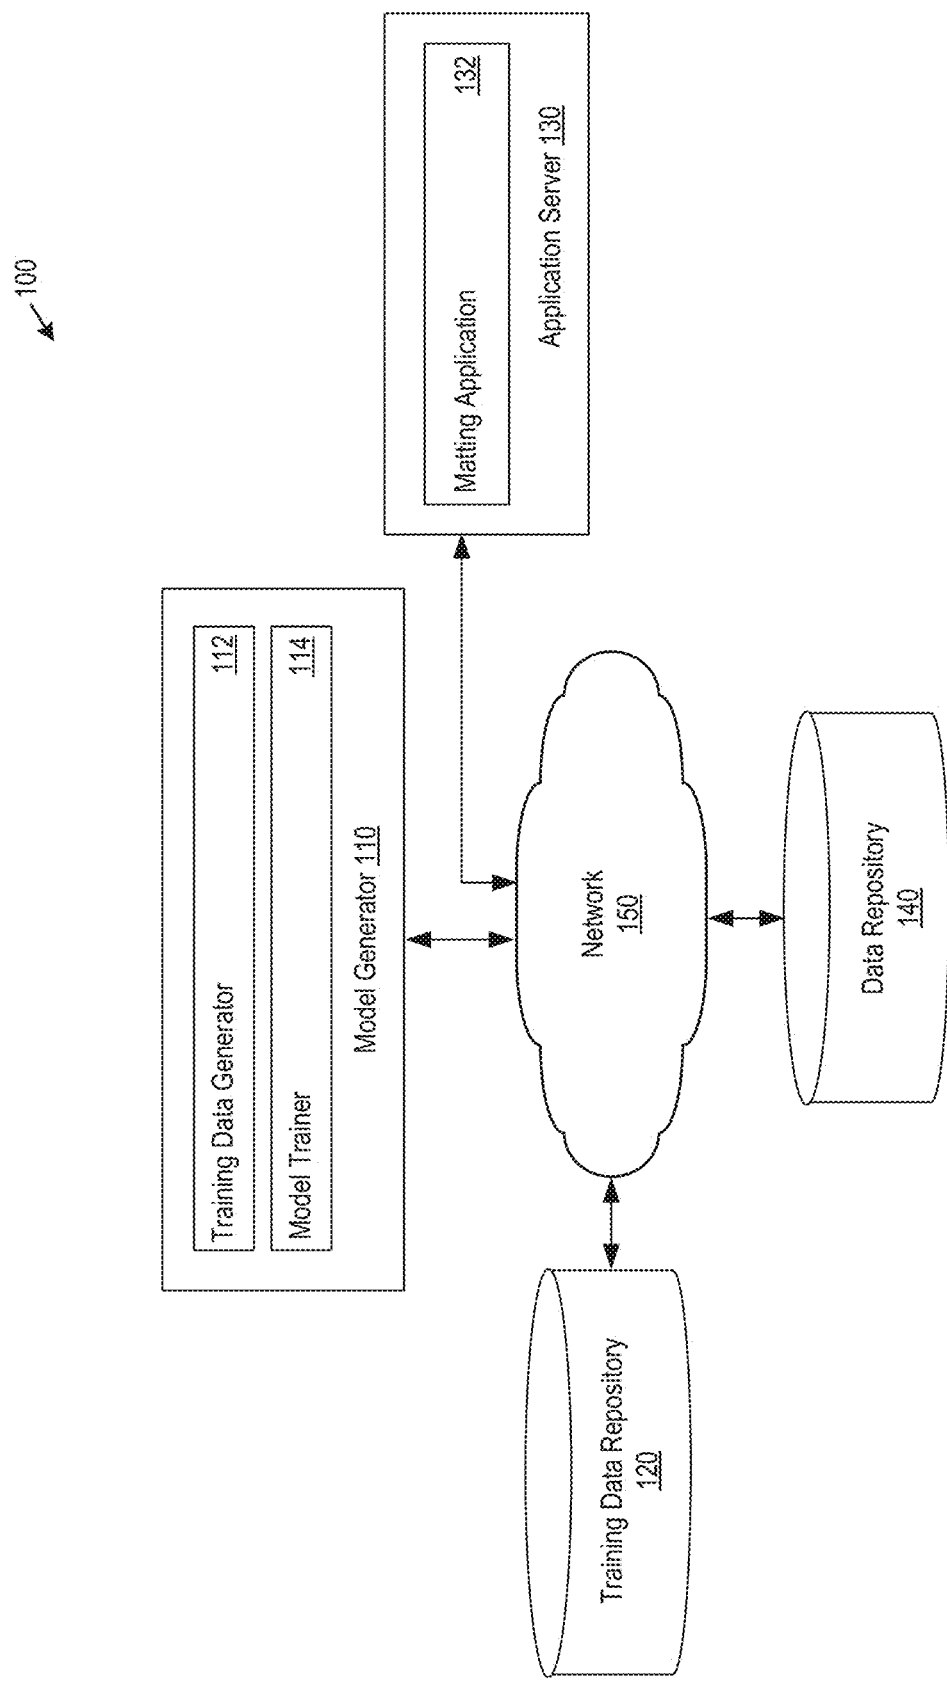 100
Training Data Generator 112
Model Trainer 114
Model Generator 110
Matting Application 132
Application Server 130
Network
150
Training Data Repository
120
Data Repository
140